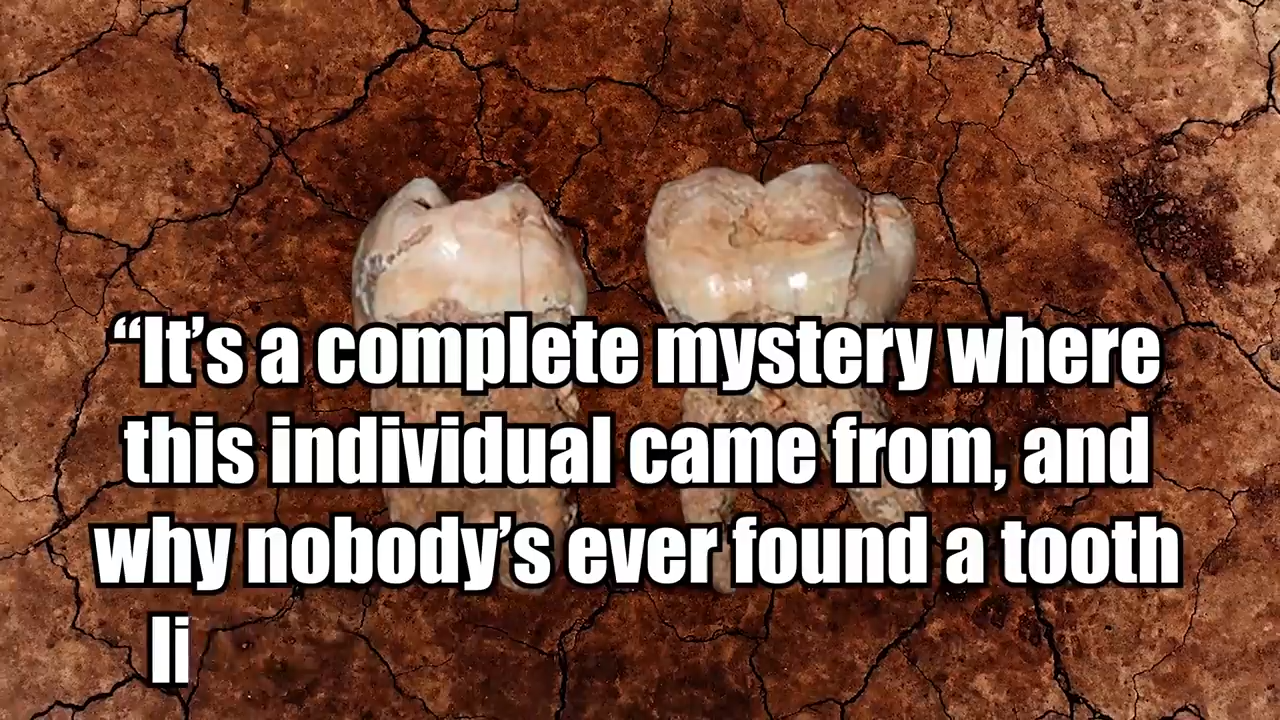 “It’s a complete mystery where
this individual came from, and
why nobody’s ever found a tooth
li